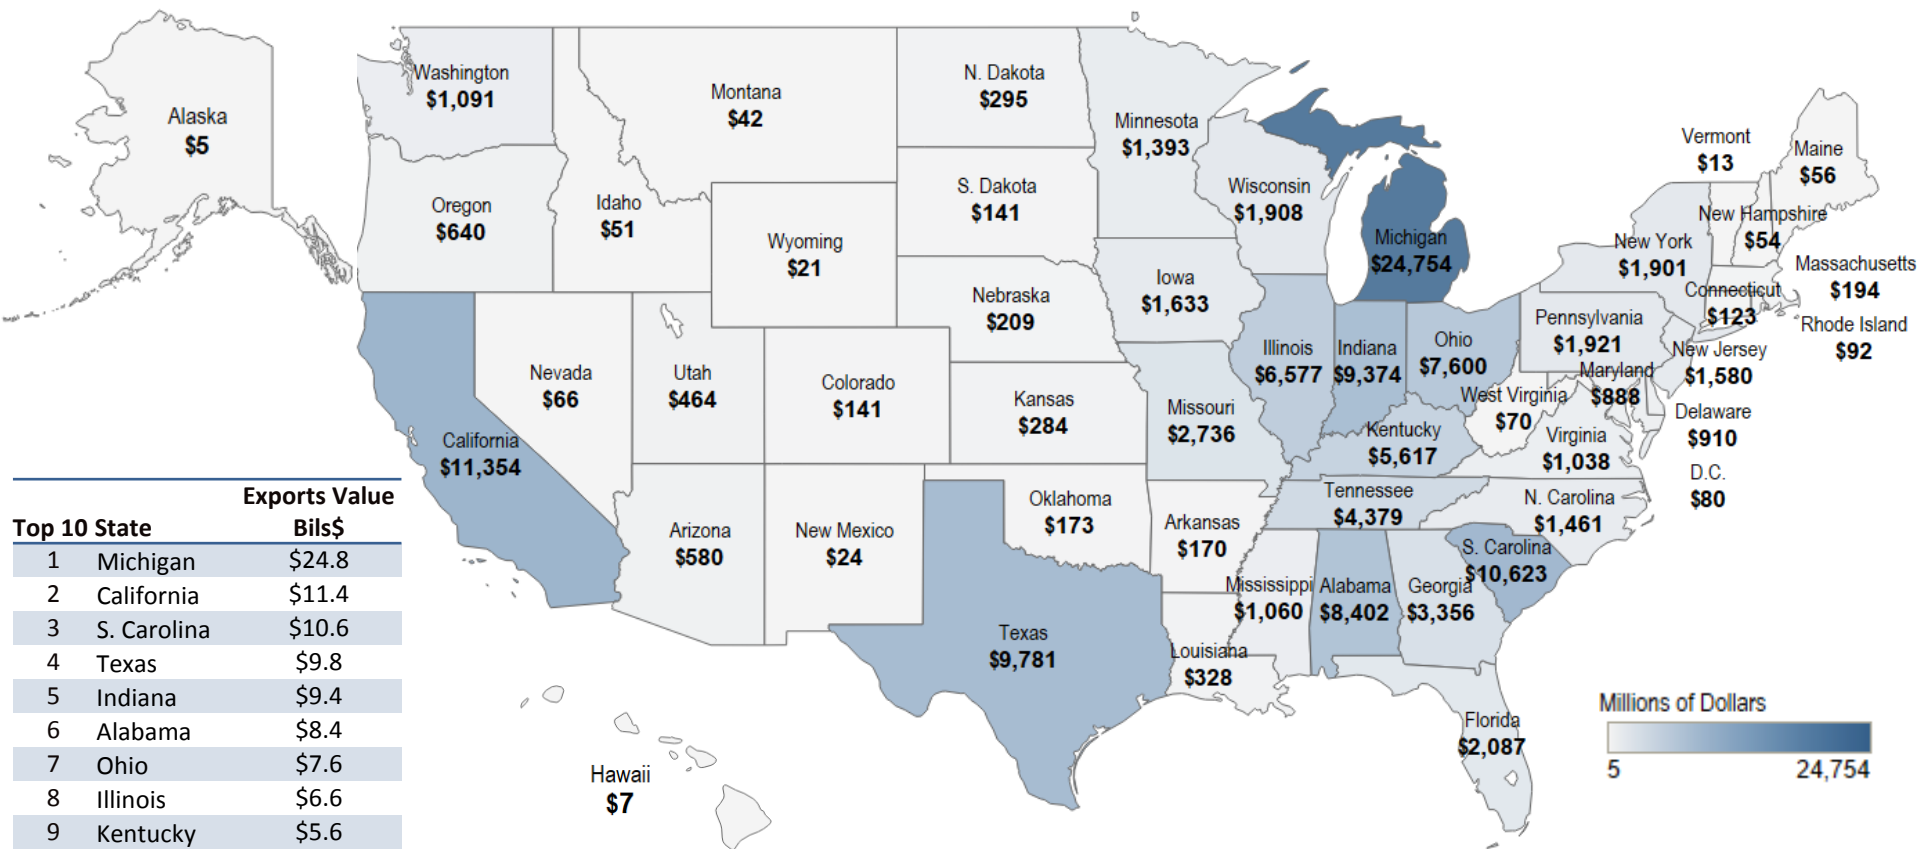 Alaska
$5
Washington
$1,091
Montana
$42
N. Dakota
$295
Minnesota
$1,393
Oregon
$640
Idaho
$51
Wyoming
$21
S. Dakota
$141
Wisconsin
$1,908
Michigan
$24,754
Vermont
$13
Maine
$56
New Hampshire
$54
New York
$1,901
Massachusetts
$194
Connecticut
$123
Rhode Island
$92
Nebraska
$209
Iowa
$1,633
Illinois
$6,577
Indiana
$9,374
Ohio
$7,600
Pennsylvania
$1,921
New Jersey
$1,580
Maryland
$888
Delaware
$910
D.C.
$80
West Virginia
$70
Virginia
$1,038
Nevada
$66
Utah
$464
Colorado
$141
Kansas
$284
Missouri
$2,736
Kentucky
$5,617
California
$11,354
Arizona
$580
New Mexico
$24
Oklahoma
$173
Arkansas
$170
Tennessee
$4,379
N. Carolina
$1,461
S. Carolina
$10,623
Mississippi
$1,060
Alabama
$8,402
Georgia
$3,356
Texas
$9,781
Louisiana
$328
Florida
$2,087
Hawaii
$7
Exports Value
Top 10 State Bils$
1 Michigan $24.8
2 California $11.4
3 S. Carolina $10.6
4 Texas $9.8
5 Indiana $9.4
6 Alabama $8.4
7 Ohio $7.6
8 Illinois $6.6
9 Kentucky $5.6
Millions of Dollars
5 24,754